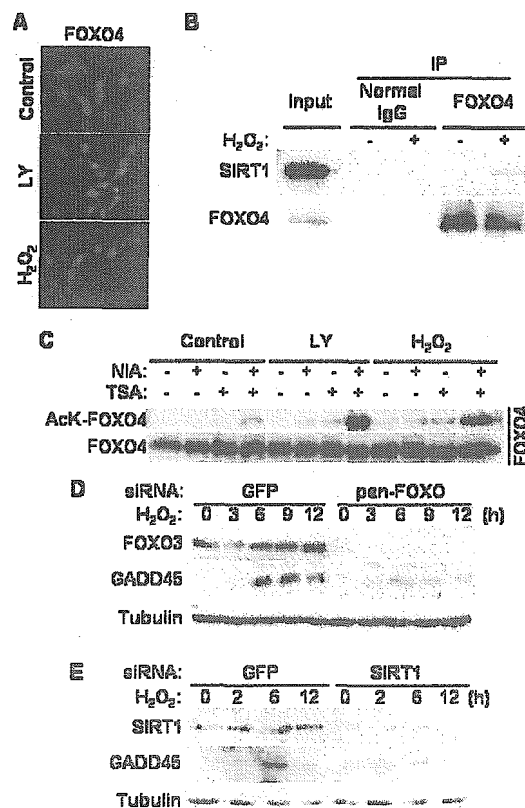 A
FOXO4
Control
LY
H₂O₂
B
IP
Input
Normal IgG
FOXO4
H₂O₂: - + - +
SIRT1
FOXO4
C
Control LY H₂O₂
NIA: - + - + - + - + - + - +
TSA: - - + + - - + + - - + +
AcK-FOXO4
FOXO4
FOXO4
D
siRNA: GFP pan-FOXO
H₂O₂: 0 3 6 9 12 0 3 6 9 12 (h)
FOXO3
GADD45
Tubulin
E
siRNA: GFP SIRT1
H₂O₂: 0 2 6 12 0 2 6 12 (h)
SIRT1
GADD45
Tubulin